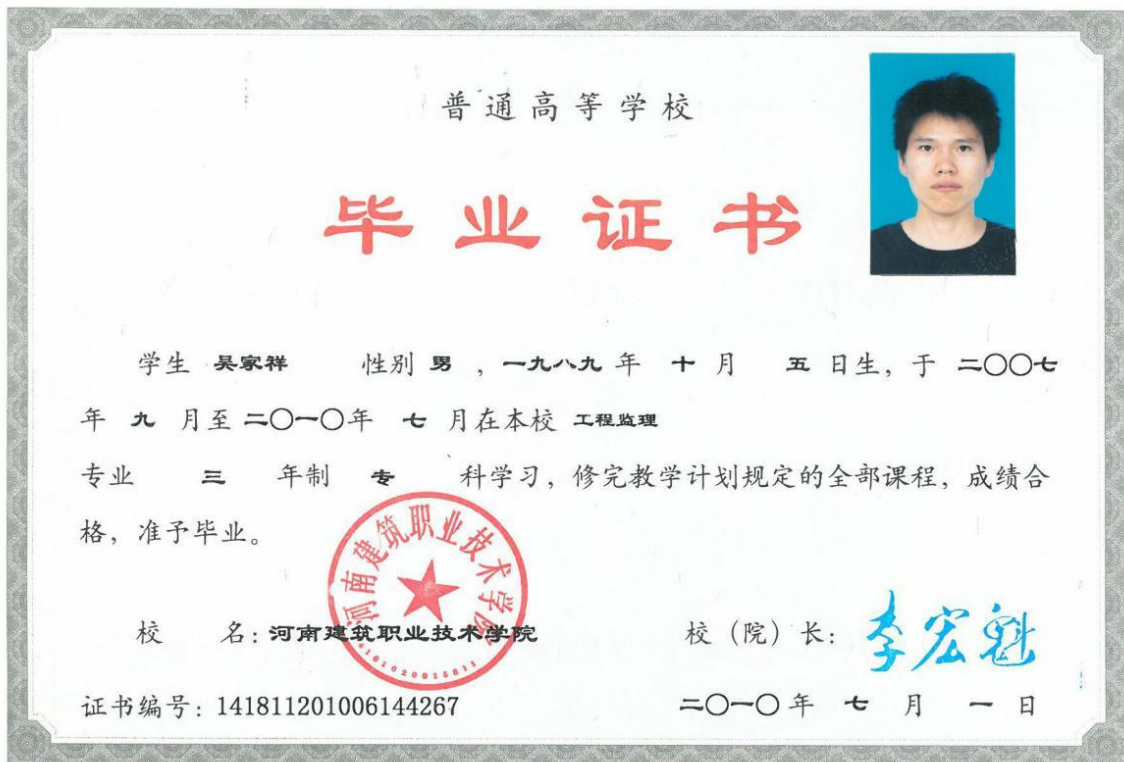 普通高等学校
毕业证书
学生 吴家祥 性别 男 , 一九八九 年 十 月 五 日生, 于 二〇〇七
年 九 月至 二〇一〇年 七 月在本校 工程监理
专业 三 年制 专 科学习, 修完教学计划规定的全部课程, 成绩合
格, 准予毕业。
河南建筑职业技术学院
校 名: 河南建筑职业技术学院
校（院）长: 李宏魁
证书编号: 141811201006144267
二〇一〇 年 七 月 一 日